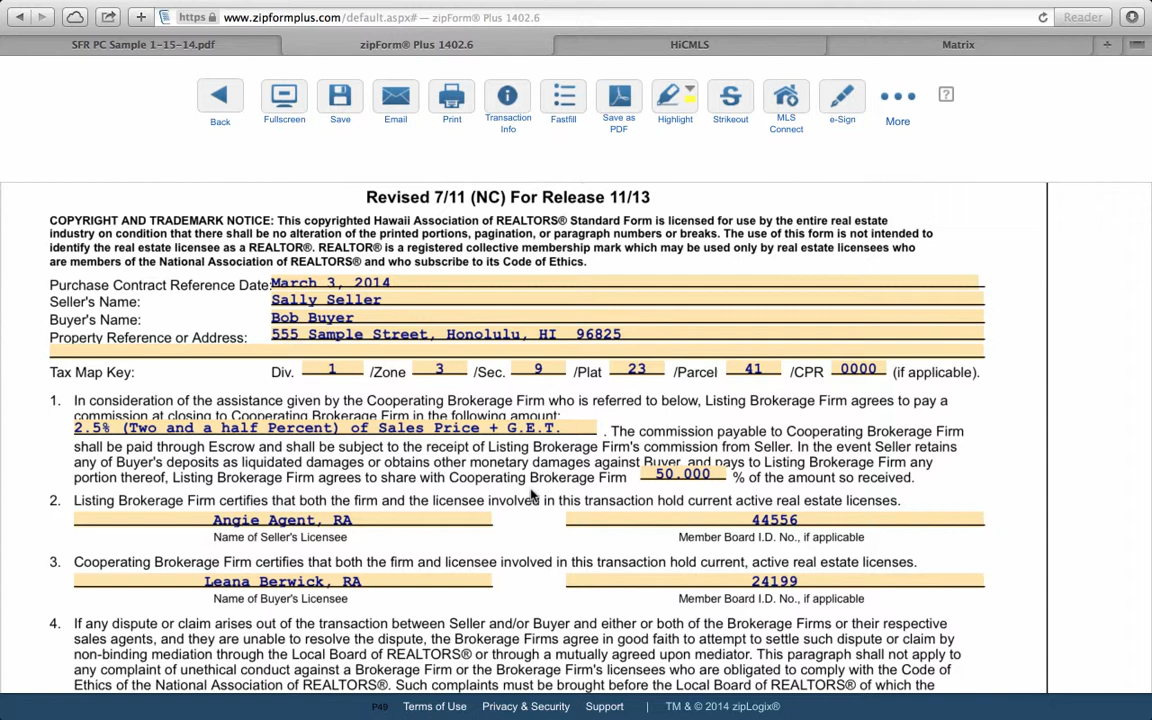 https www.zipformplus.com/default.aspx# — zipForm® Plus 1402.6 Reader
SFR PC Sample 1-15-14.pdf zipForm® Plus 1402.6 HiCMLS Matrix
Back Fullscreen Save Email Print Transaction Info Fastfill Save as PDF Highlight Strikeout MLS Connect e-Sign More ?
Revised 7/11 (NC) For Release 11/13
COPYRIGHT AND TRADEMARK NOTICE: This copyrighted Hawaii Association of REALTORS® Standard Form is licensed for use by the entire real estate
industry on condition that there shall be no alteration of the printed portions, pagination, or paragraph numbers or breaks. The use of this form is not intended to
identify the real estate licensee as a REALTOR®. REALTOR® is a registered collective membership mark which may be used only by real estate licensees who
are members of the National Association of REALTORS® and who subscribe to its Code of Ethics.
Purchase Contract Reference Date: March 3, 2014
Seller's Name: Sally Seller
Buyer's Name: Bob Buyer
Property Reference or Address: 555 Sample Street, Honolulu, HI 96825
Tax Map Key: Div. 1 /Zone 3 /Sec. 9 /Plat 23 /Parcel 41 /CPR 0000 (if applicable).
1. In consideration of the assistance given by the Cooperating Brokerage Firm who is referred to below, Listing Brokerage Firm agrees to pay a
commission at closing to Cooperating Brokerage Firm in the following amount:
2.5% (Two and a half Percent) of Sales Price + G.E.T. . The commission payable to Cooperating Brokerage Firm
shall be paid through Escrow and shall be subject to the receipt of Listing Brokerage Firm's commission from Seller. In the event Seller retains
any of Buyer's deposits as liquidated damages or obtains other monetary damages against Buyer, and pays to Listing Brokerage Firm any
portion thereof, Listing Brokerage Firm agrees to share with Cooperating Brokerage Firm 50.000 % of the amount so received.
2. Listing Brokerage Firm certifies that both the firm and the licensee involved in this transaction hold current active real estate licenses.
Angie Agent, RA 44556
Name of Seller's Licensee Member Board I.D. No., if applicable
3. Cooperating Brokerage Firm certifies that both the firm and licensee involved in this transaction hold current, active real estate licenses.
Leana Berwick, RA 24199
Name of Buyer's Licensee Member Board I.D. No., if applicable
4. If any dispute or claim arises out of the transaction between Seller and/or Buyer and either or both of the Brokerage Firms or their respective
sales agents, and they are unable to resolve the dispute, the Brokerage Firms agree in good faith to attempt to settle such dispute or claim by
non-binding mediation through the Local Board of REALTORS® or through a mutually agreed upon mediator. This paragraph shall not apply to
any complaint of unethical conduct against a Brokerage Firm or the Brokerage Firm's licensees who are obligated to comply with the Code of
Ethics of the National Association of REALTORS®. Such complaints must be brought before the Local Board of REALTORS® of which the
P49 Terms of Use Privacy & Security Support | TM & © 2014 zipLogix®